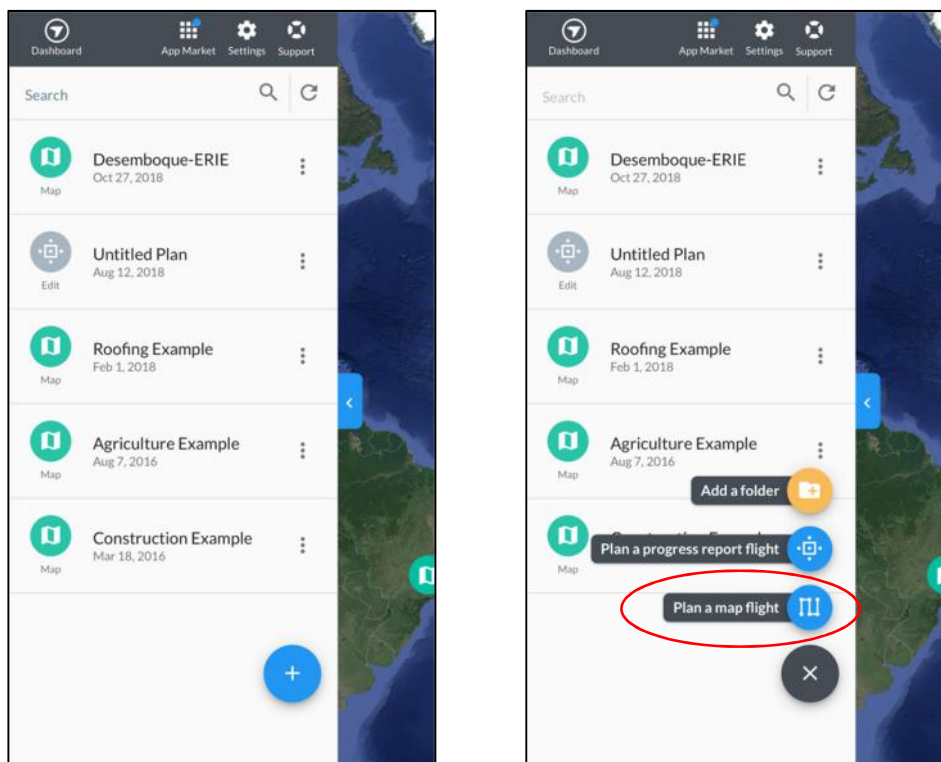 Dashboard
App Market
Settings
Support
Search
Desemboque-ERIE
Oct 27, 2018
Map
Untitled Plan
Aug 12, 2018
Edit
Roofing Example
Feb 1, 2018
Map
Agriculture Example
Aug 7, 2016
Map
Construction Example
Mar 18, 2016
Map
Dashboard
App Market
Settings
Support
Search
Desemboque-ERIE
Oct 27, 2018
Map
Untitled Plan
Aug 12, 2018
Edit
Roofing Example
Feb 1, 2018
Map
Agriculture Example
Aug 7, 2016
Map
Add a folder
Plan a progress report flight
Map
Plan a map flight